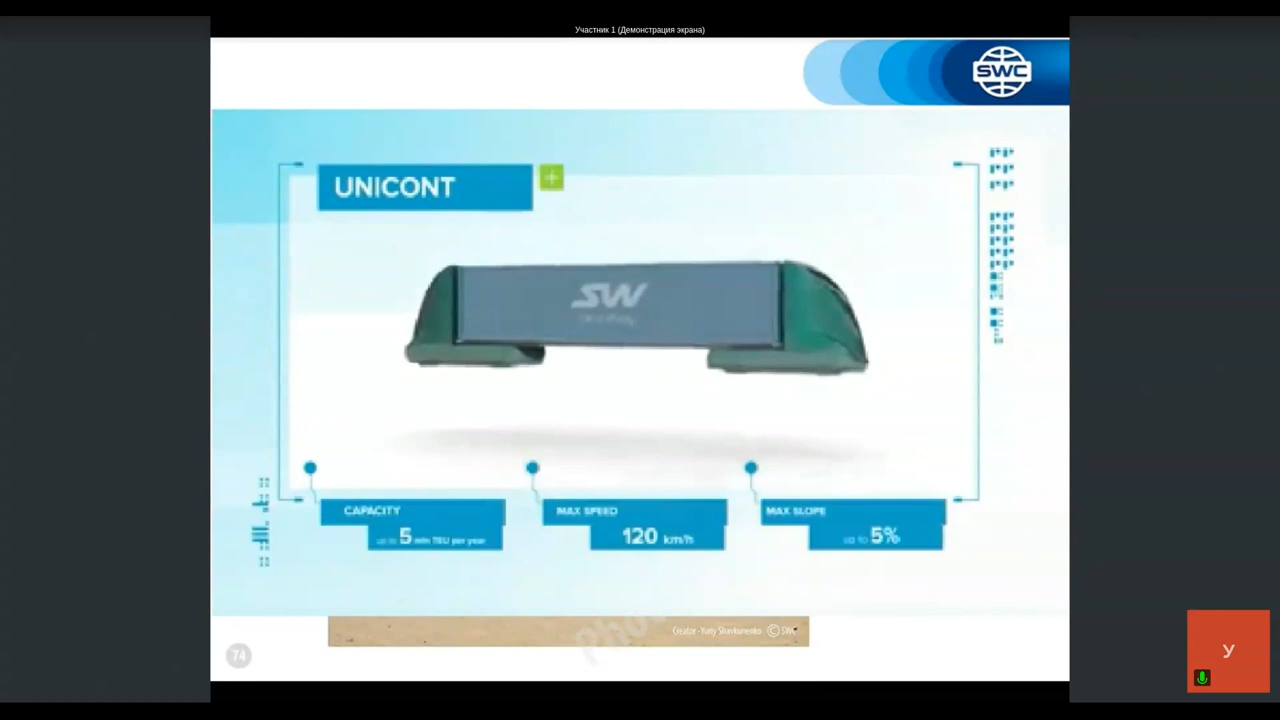 Участник 1 (Демонстрация экрана)
SWC
UNICONT
SW
CAPACITY
up to 5 mln TEU per year
MAX SPEED
120 km/h
MAX SLOPE
up to 5%
Creator - Yuriy Shavkunenko © SWC
74
У